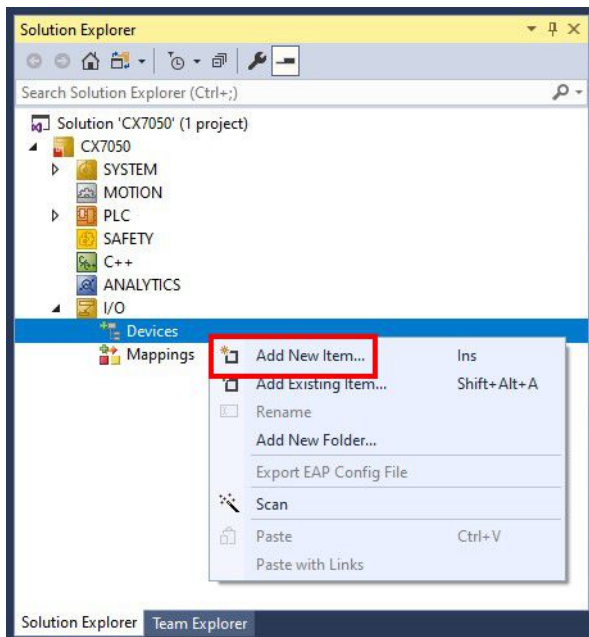 Solution Explorer
Search Solution Explorer (Ctrl+;)
Solution 'CX7050' (1 project)
CX7050
SYSTEM
MOTION
PLC
SAFETY
C++
ANALYTICS
I/O
Devices
Mappings
Add New Item... Ins
Add Existing Item... Shift+Alt+A
Rename
Add New Folder...
Export EAP Config File
Scan
Paste Ctrl+V
Paste with Links
Solution Explorer Team Explorer